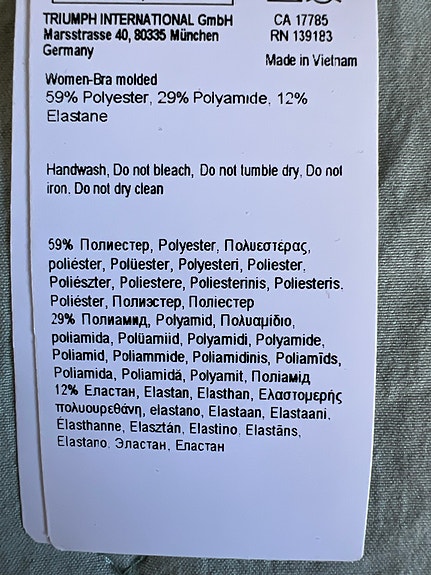 TRIUMPH INTERNATIONAL GmbH
Marsstrasse 40, 80335 München
Germany
CA 17785
RN 139183
Made in Vietnam
Women-Bra molded
59% Polyester, 29% Polyamide, 12%
Elastane
Handwash, Do not bleach, Do not tumble dry, Do not
iron, Do not dry clean
59% Полиестер, Polyester, Πολυεστέρας,
poliéster, Polüester, Polyesteri, Poliester,
Poliészter, Poliestere, Poliesterinis, Poliesteris,
Poliéster, Полиэстер, Поліестер
29% Полиамид, Polyamid, Πολυαμίδιο,
poliamida, Polüamiid, Polyamidi, Polyamide,
Poliamid, Poliammide, Poliamidinis, Poliamīds,
Poliamida, Poliamidă, Polyamit, Поліамід
12% Еластан, Elastan, Elasthan, Ελαστομερής
πολυουρεθάνη, elastano, Elastaan, Elastaani,
Élasthanne, Elasztán, Elastino, Elastāns,
Elastano, Эластан, Еластан